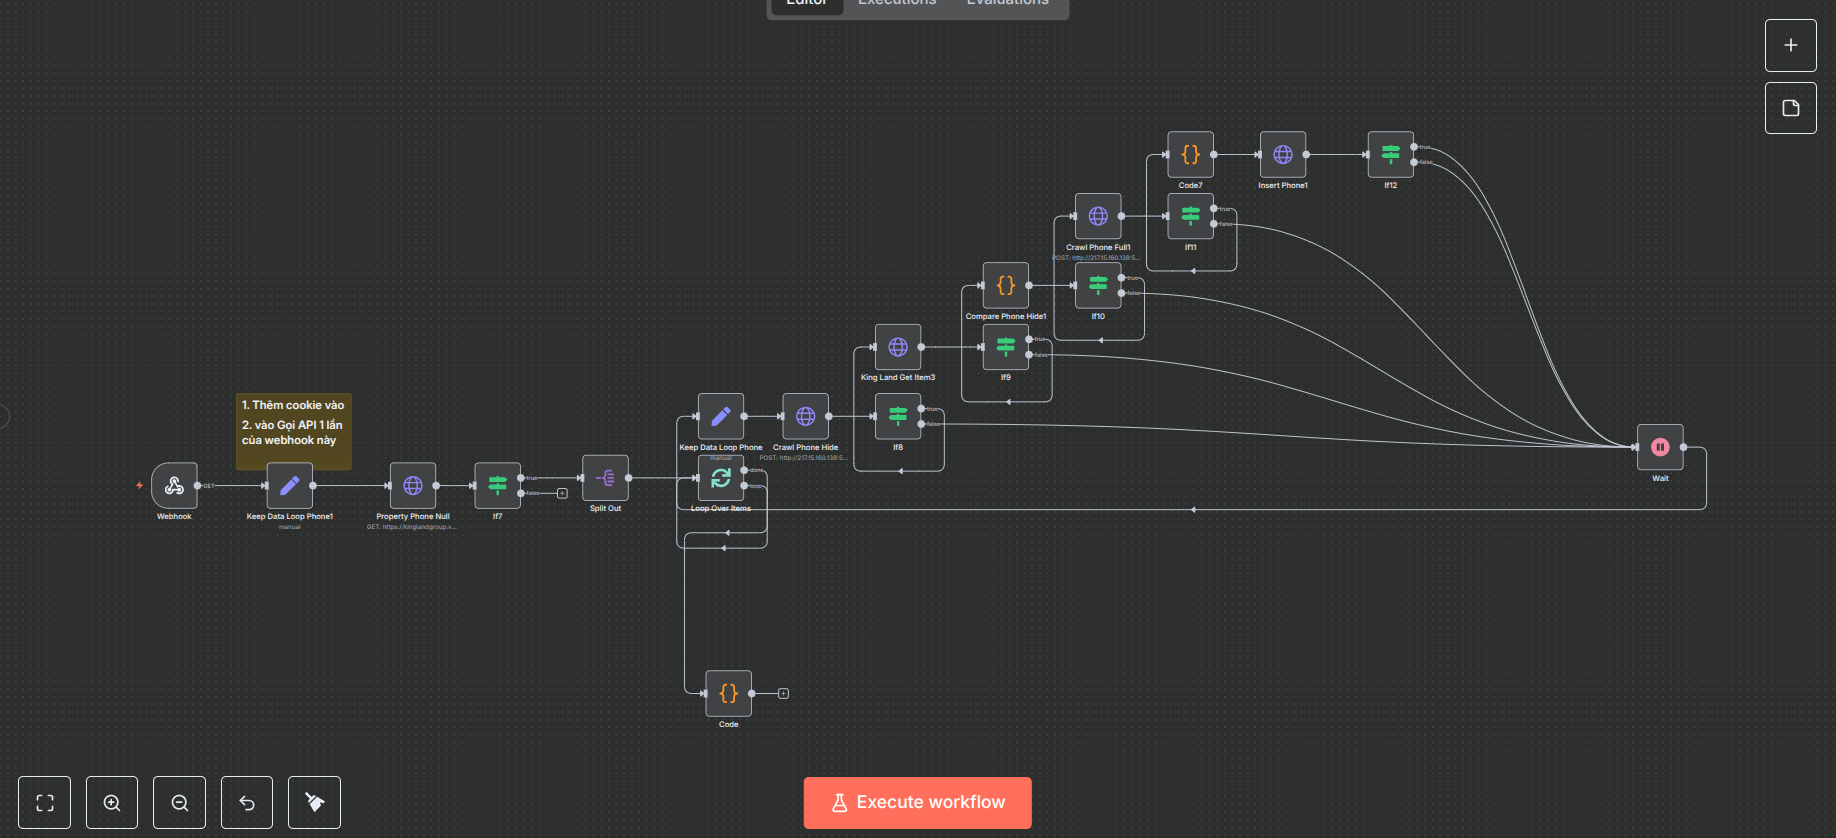 Editor
Executions
Evaluations
Code7
Insert Phone1
If12
true
false
Crawl Phone Full1
POST: http://217.15.160.138:5...
If11
true
false
Compare Phone Hide1
If10
true
false
King Land Get Item3
If9
true
false
1. Thêm cookie vào
2. vào Gọi API 1 lần
của webhook này
Keep Data Loop Phone
manual
Crawl Phone Hide
POST: http://217.15.160.138:5...
If8
true
false
Wait
Webhook
GET
Keep Data Loop Phone1
manual
Property Phone Null
GET: https://kinglandgroup.v...
If7
true
false
Split Out
Loop Over Items
done
loop
Code
Execute workflow